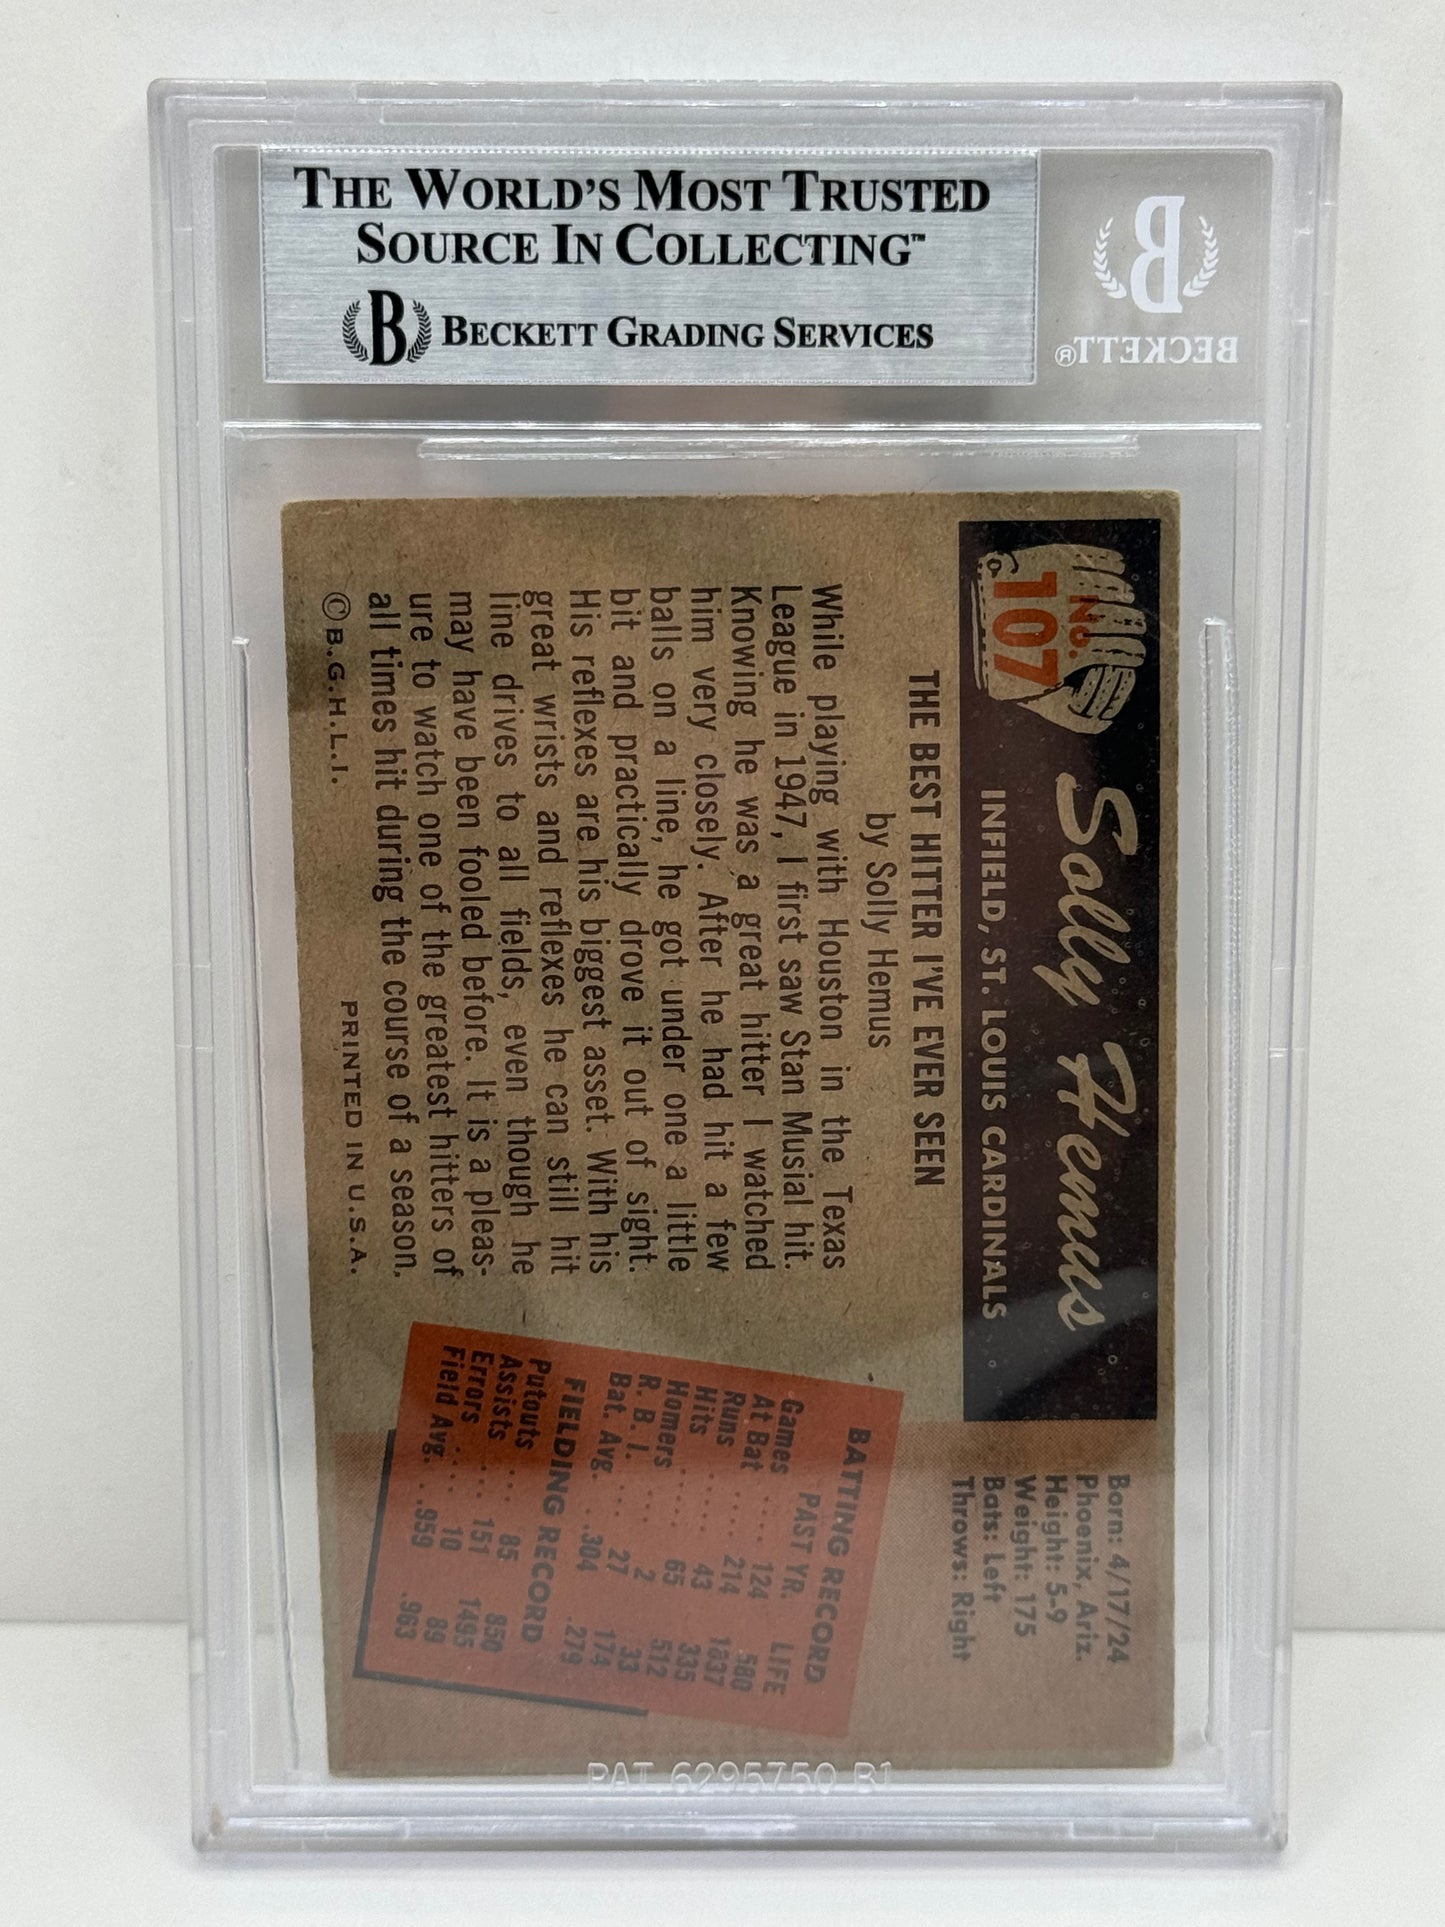 THE WORLD'S MOST TRUSTED
SOURCE IN COLLECTING™
B BECKETT GRADING SERVICES
B
BECKETT®
No.
107
Solly Hemus
INFIELD, ST. LOUIS CARDINALS
Born: 4/17/24
Phoenix, Ariz.
Height: 5-9
Weight: 175
Bats: Left
Throws: Right
THE BEST HITTER I'VE EVER SEEN
by Solly Hemus
While playing with Houston in the Texas
League in 1947, I first saw Stan Musial hit.
Knowing he was a great hitter I watched
him very closely. After he had hit a few
balls on a line, he got under one a little
bit and practically drove it out of sight.
His reflexes are his biggest asset. With his
great wrists and reflexes he can still hit
line drives to all fields, even though he
may have been fooled before. It is a pleas-
ure to watch one of the greatest hitters of
all times hit during the course of a season.
© B.G.H.L.I. PRINTED IN U.S.A.
BATTING RECORD
PAST YR. LIFE
Games .... 124 580
At Bat .... 214 1637
Runs ..... 43 335
Hits ..... 65 512
Homers ..... 2 33
R. B. I. .... 27 174
Bat. Avg. .. .304 .279
FIELDING RECORD
Putouts .... 85 850
Assists .... 151 1495
Errors .... 10 89
Field Avg. .. .959 .963
PAT. 6295750 B1